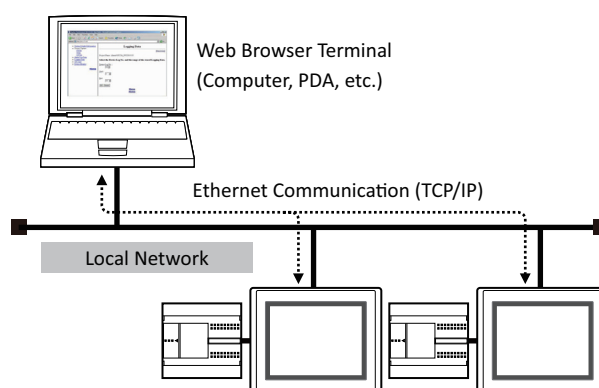 Web Browser Terminal
(Computer, PDA, etc.)
Ethernet Communication (TCP/IP)
Local Network